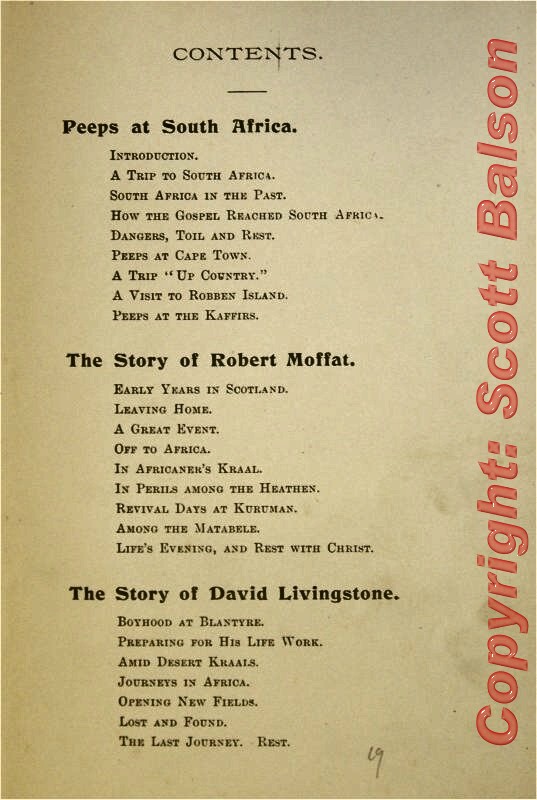 CONTENTS.
Peeps at South Africa.
INTRODUCTION.
A TRIP TO SOUTH AFRICA.
SOUTH AFRICA IN THE PAST.
HOW THE GOSPEL REACHED SOUTH AFRICA.
DANGERS, TOIL AND REST.
PEEPS AT CAPE TOWN.
A TRIP "UP COUNTRY."
A VISIT TO ROBBEN ISLAND.
PEEPS AT THE KAFFIRS.
The Story of Robert Moffat.
EARLY YEARS IN SCOTLAND.
LEAVING HOME.
A GREAT EVENT.
OFF TO AFRICA.
IN AFRICANER'S KRAAL.
IN PERILS AMONG THE HEATHEN.
REVIVAL DAYS AT KURUMAN.
AMONG THE MATABELE.
LIFE'S EVENING, AND REST WITH CHRIST.
The Story of David Livingstone.
BOYHOOD AT BLANTYRE.
PREPARING FOR HIS LIFE WORK.
AMID DESERT KRAALS.
JOURNEYS IN AFRICA.
OPENING NEW FIELDS.
LOST AND FOUND.
THE LAST JOURNEY. REST.
19
Copyright: Scott Balson